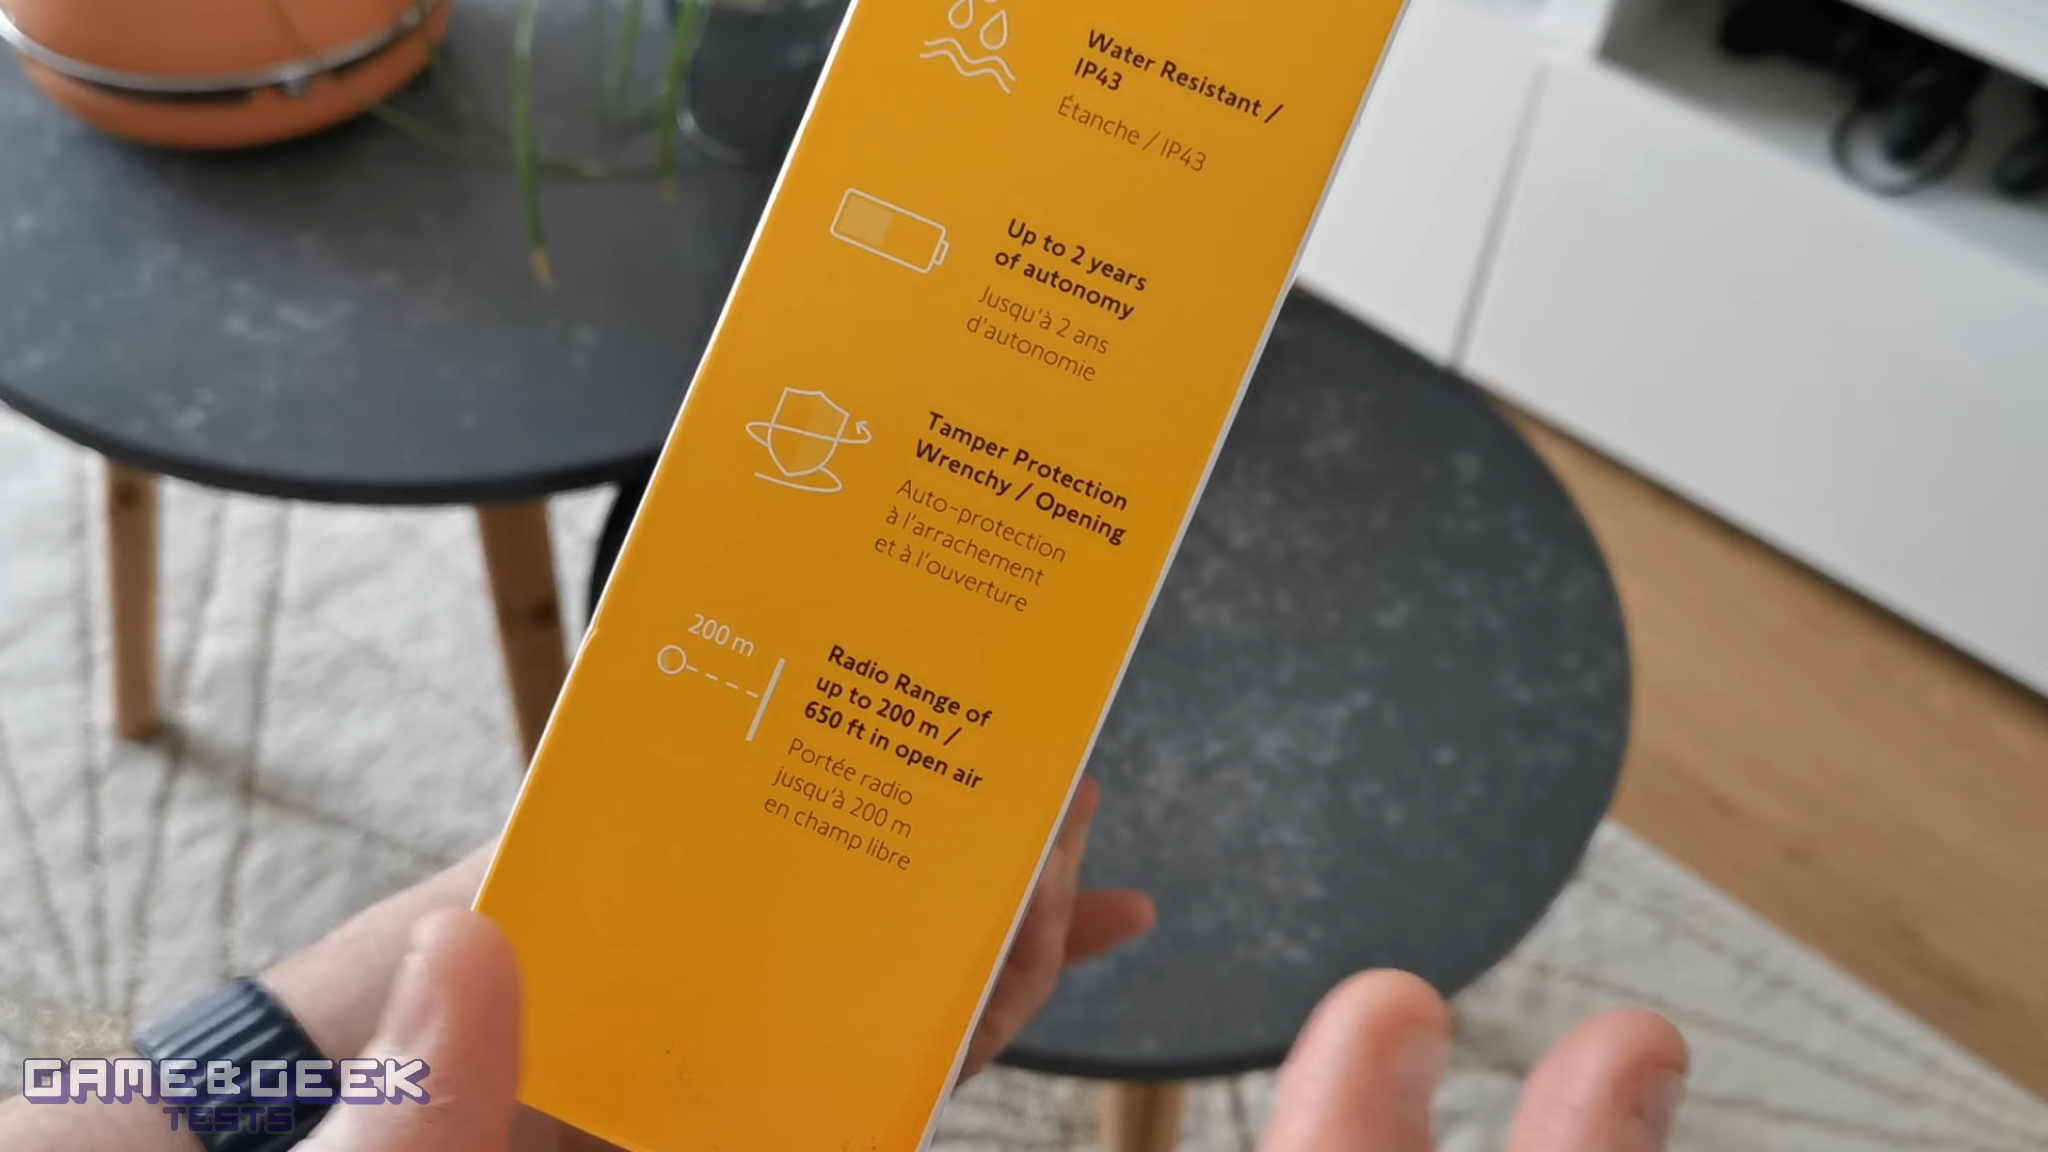 Water Resistant /
IP43
Étanche / IP43
Up to 2 years
of autonomy
Jusqu'à 2 ans
d'autonomie
Tamper Protection
Wrenchy / Opening
Auto-protection
à l'arrachement
et à l'ouverture
200 m
Radio Range of
up to 200 m /
650 ft in open air
Portée radio
jusqu'à 200 m
en champ libre
GAME&GEEK
TESTS